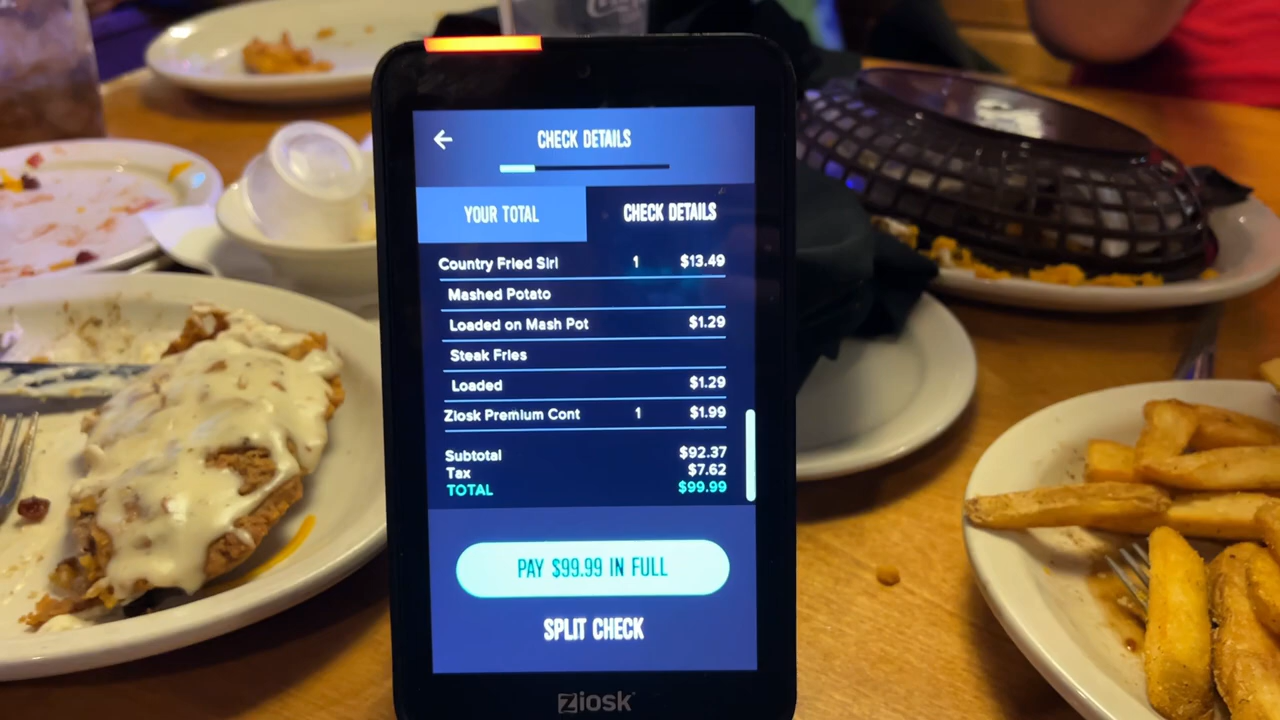 CHECK DETAILS
YOUR TOTAL CHECK DETAILS
Country Fried Sirl 1 $13.49
Mashed Potato
Loaded on Mash Pot $1.29
Steak Fries
Loaded $1.29
Ziosk Premium Cont 1 $1.99
Subtotal $92.37
Tax $7.62
TOTAL $99.99
PAY $99.99 IN FULL
SPLIT CHECK
Ziosk